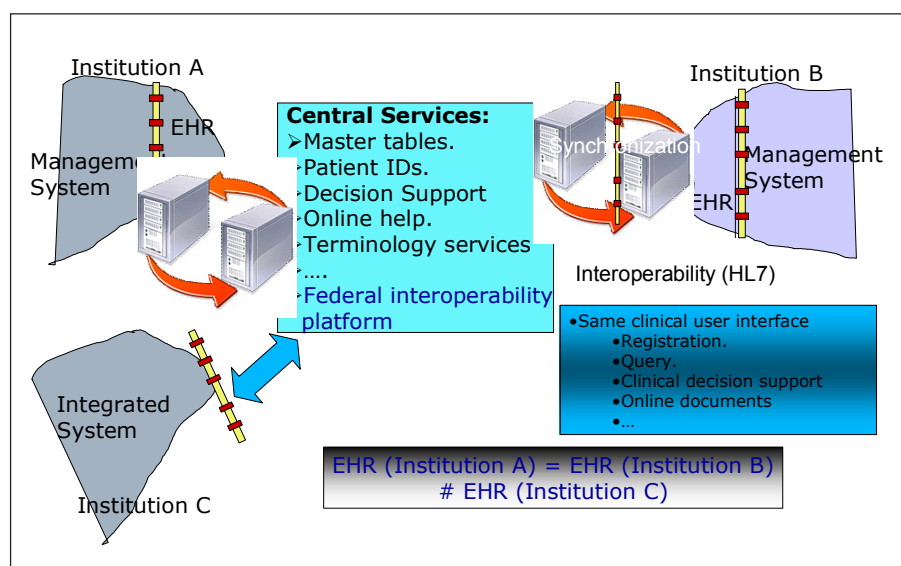 Institution A
EHR
Management
System
Central Services:
➢Master tables.
➢Patient IDs.
➢Decision Support
➢Online help.
➢Terminology services
➢….
➢Federal interoperability
platform
Institution B
Synchronization
Management
System
EHR
Interoperability (HL7)
•Same clinical user interface
•Registration.
•Query.
•Clinical decision support
•Online documents
•…
Integrated
System
Institution C
EHR (Institution A) = EHR (Institution B)
# EHR (Institution C)